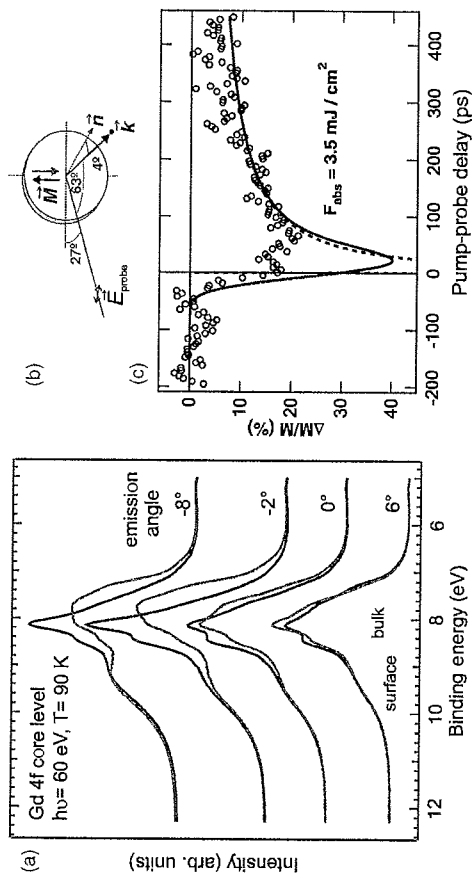 (a)
Gd 4f core level
hυ= 60 eV, T= 90 K
emission
angle
-8°
-2°
0°
6°
surface
bulk
Intensity (arb. units)
12
10
8
6
Binding energy (eV)
(b)
27°
63°
4°
M
n
k
E probe
(c)
0
10
20
30
40
ΔM/M (%)
F abs = 3.5 mJ / cm²
-200
-100
0
100
200
300
400
Pump-probe delay (ps)